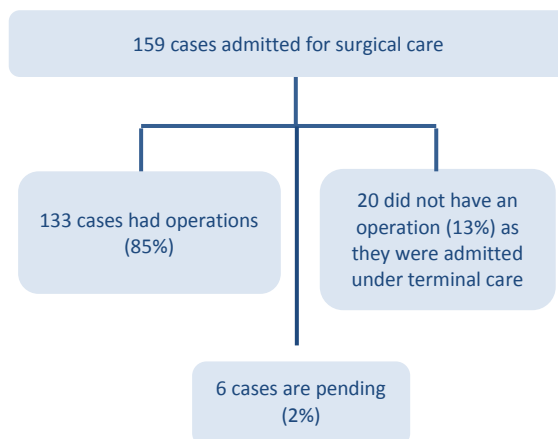 159 cases admitted for surgical care
133 cases had operations
(85%)
20 did not have an
operation (13%) as
they were admitted
under terminal care
6 cases are pending
(2%)